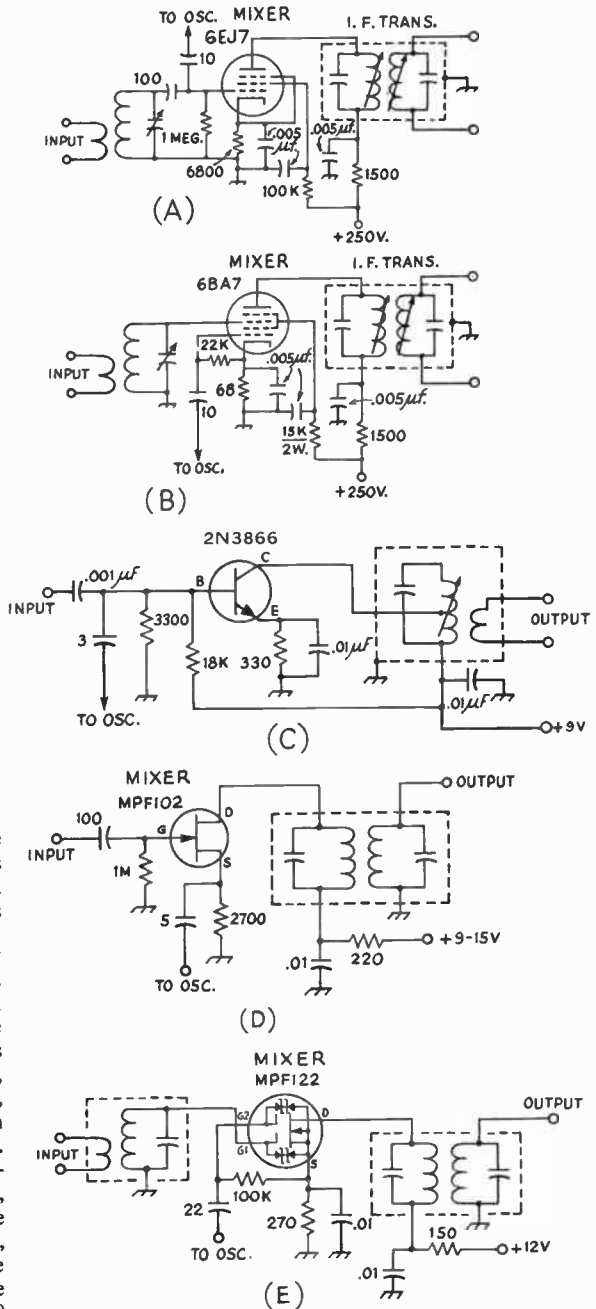 TO OSC. MIXER
6EJ7
I. F. TRANS.
10
100
INPUT
1 MEG.
6800
.005
µf.
100K
.005µf.
1500
+250V.
(A)
MIXER
6BA7
I. F. TRANS.
INPUT
22K
10
68
.005µf.
15K
2W.
.005µf.
1500
TO OSC.
+250V.
(B)
2N3866
.001µF
INPUT
B
C
E
3
3300
18K
330
.01µF
TO OSC.
OUTPUT
.01µF
+9V
(C)
MIXER
MPF102
100
INPUT
G
D
S
1M
5
2700
TO OSC.
OUTPUT
.01
220
+9-15V
(D)
MIXER
MPF122
INPUT
G2
G1
D
S
100K
22
270
.01
TO OSC.
OUTPUT
150
.01
+12V
(E)